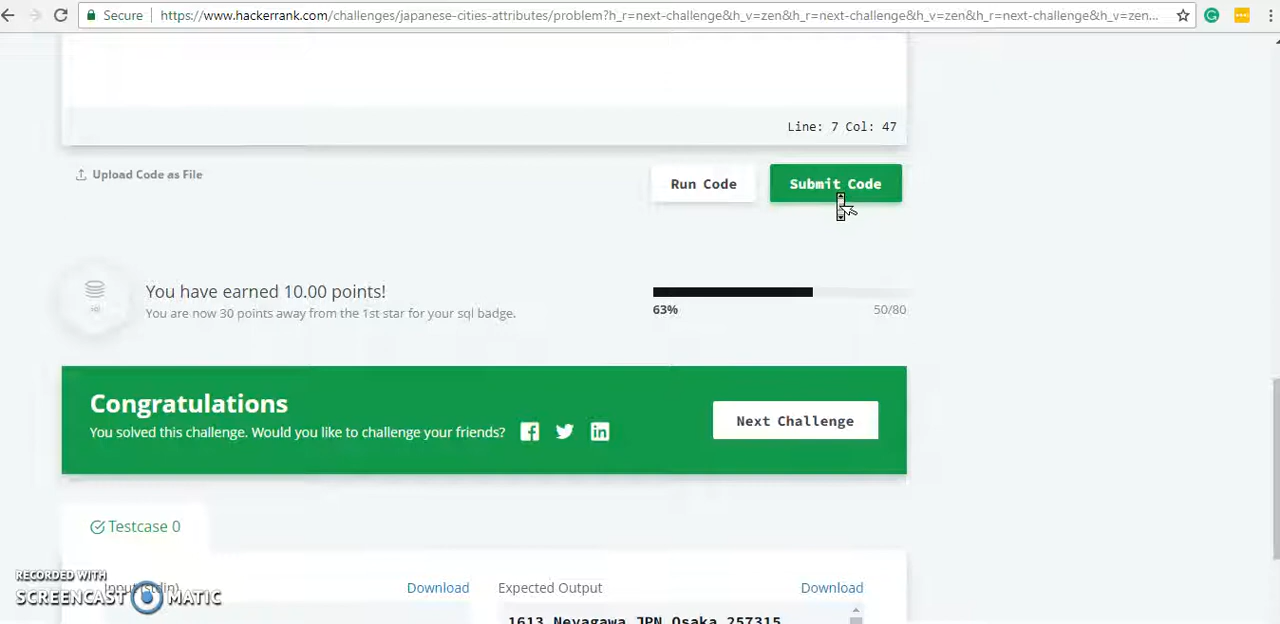 Secure https://www.hackerrank.com/challenges/japanese-cities-attributes/problem?h_r=next-challenge&h_v=zen&h_r=next-challenge&h_v=zen&h_r=next-challenge&h_v=zen...
Line: 7 Col: 47
Upload Code as File
Run Code
Submit Code
You have earned 10.00 points!
You are now 30 points away from the 1st star for your sql badge.
63%
50/80
Congratulations
You solved this challenge. Would you like to challenge your friends?
Next Challenge
Testcase 0
Input (stdin)
Download
Expected Output
Download
1613 Neyagawa JPN Osaka 257315
RECORDED WITH
SCREENCAST MATIC